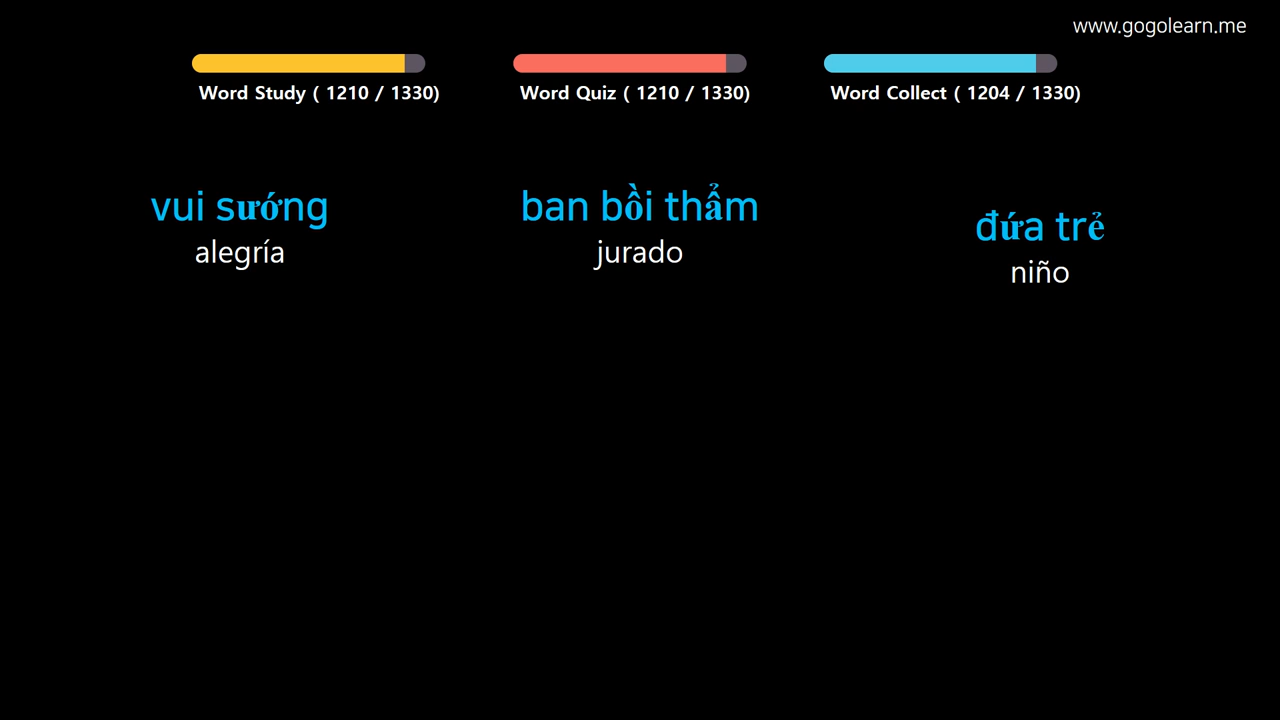 www.gogolearn.me
Word Study ( 1210 / 1330)
Word Quiz ( 1210 / 1330)
Word Collect ( 1204 / 1330)
vui sướng
alegría
ban bồi thẩm
jurado
đứa trẻ
niño